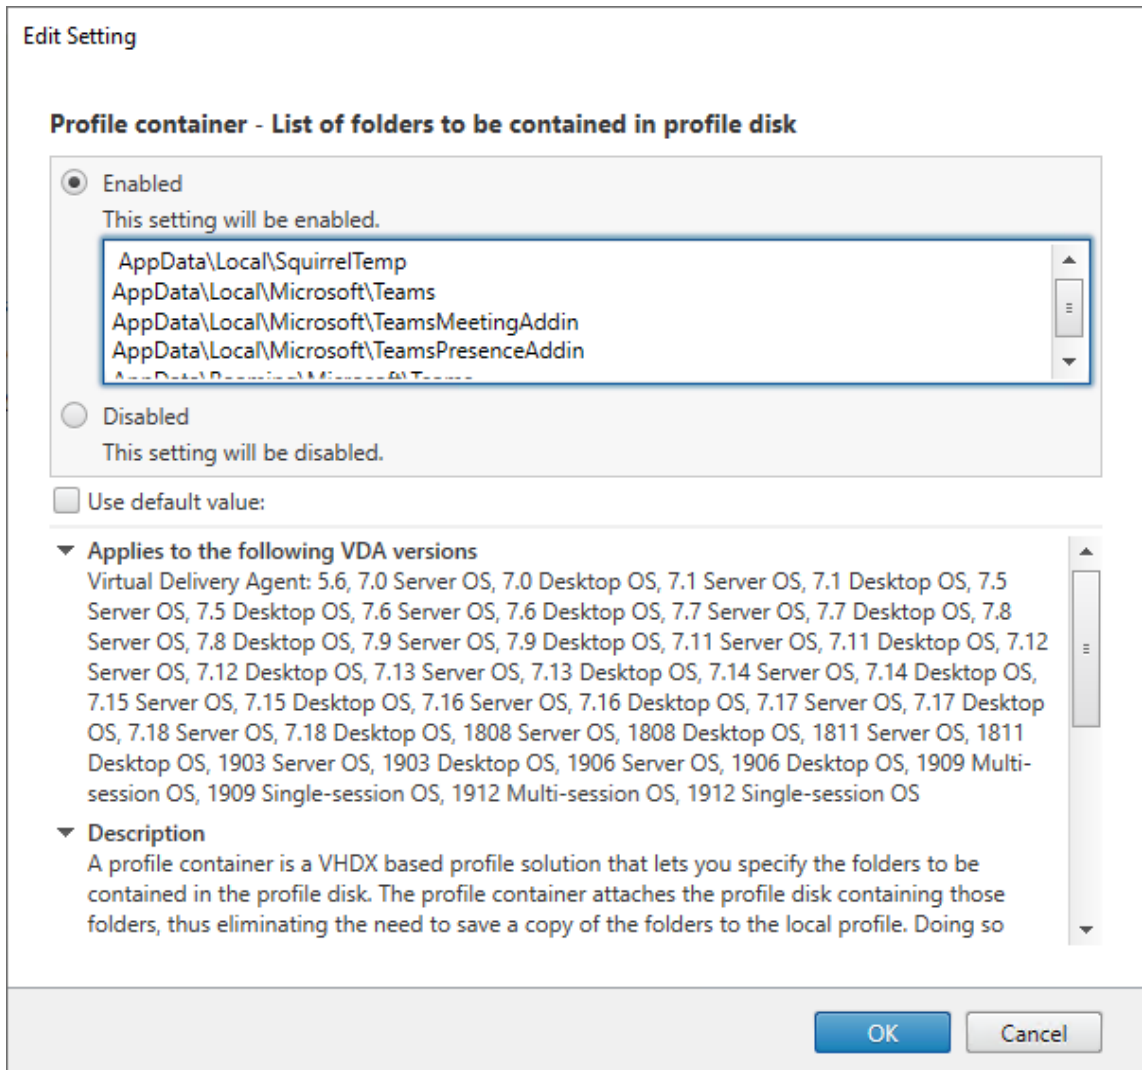 Edit Setting
Profile container - List of folders to be contained in profile disk
Enabled
This setting will be enabled.
AppData\Local\SquirrelTemp
AppData\Local\Microsoft\Teams
AppData\Local\Microsoft\TeamsMeetingAddin
AppData\Local\Microsoft\TeamsPresenceAddin
AppData\Roaming\Microsoft\Teams
Disabled
This setting will be disabled.
Use default value:
Applies to the following VDA versions
Virtual Delivery Agent: 5.6, 7.0 Server OS, 7.0 Desktop OS, 7.1 Server OS, 7.1 Desktop OS, 7.5
Server OS, 7.5 Desktop OS, 7.6 Server OS, 7.6 Desktop OS, 7.7 Server OS, 7.7 Desktop OS, 7.8
Server OS, 7.8 Desktop OS, 7.9 Server OS, 7.9 Desktop OS, 7.11 Server OS, 7.11 Desktop OS, 7.12
Server OS, 7.12 Desktop OS, 7.13 Server OS, 7.13 Desktop OS, 7.14 Server OS, 7.14 Desktop OS,
7.15 Server OS, 7.15 Desktop OS, 7.16 Server OS, 7.16 Desktop OS, 7.17 Server OS, 7.17 Desktop
OS, 7.18 Server OS, 7.18 Desktop OS, 1808 Server OS, 1808 Desktop OS, 1811 Server OS, 1811
Desktop OS, 1903 Server OS, 1903 Desktop OS, 1906 Server OS, 1906 Desktop OS, 1909 Multi-
session OS, 1909 Single-session OS, 1912 Multi-session OS, 1912 Single-session OS
Description
A profile container is a VHDX based profile solution that lets you specify the folders to be
contained in the profile disk. The profile container attaches the profile disk containing those
folders, thus eliminating the need to save a copy of the folders to the local profile. Doing so
OK
Cancel